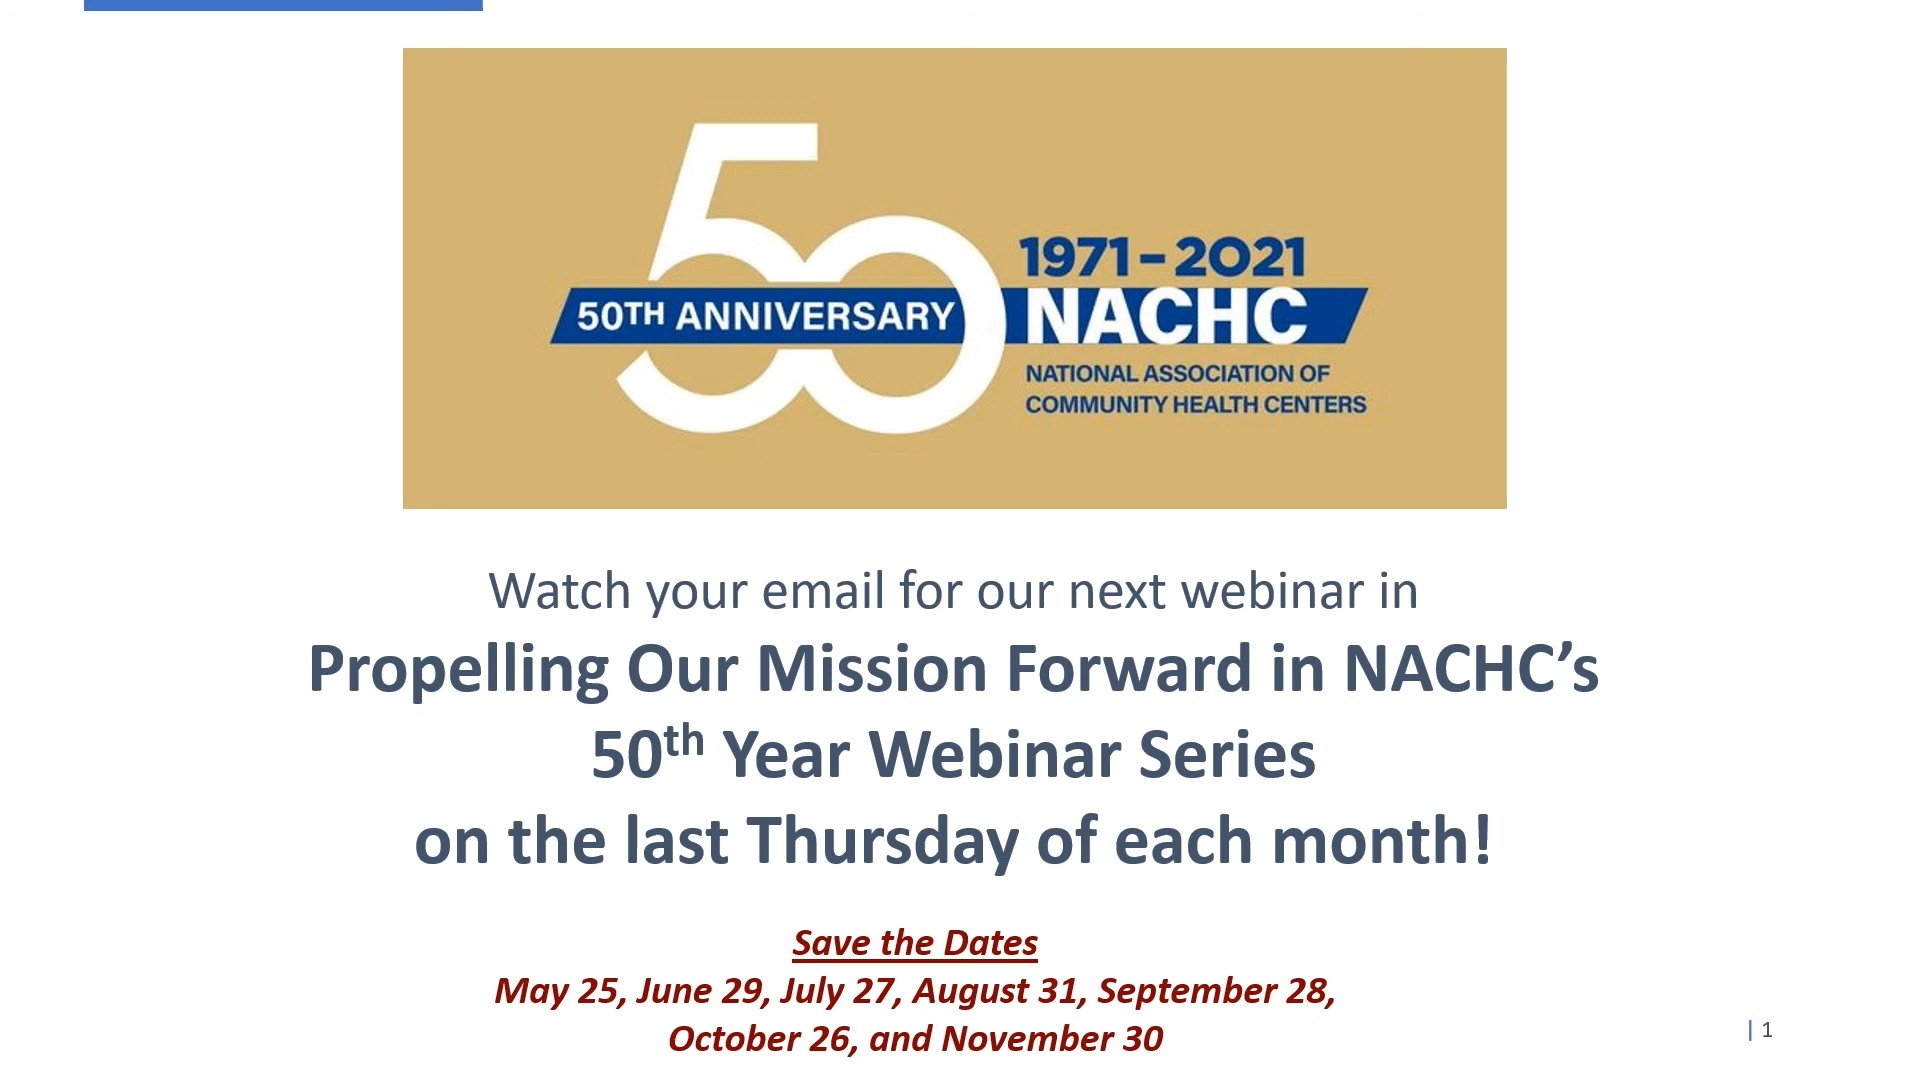 50TH ANNIVERSARY
1971-2021
NACHC
NATIONAL ASSOCIATION OF
COMMUNITY HEALTH CENTERS
Watch your email for our next webinar in
Propelling Our Mission Forward in NACHC’s
50th Year Webinar Series
on the last Thursday of each month!
Save the Dates
May 25, June 29, July 27, August 31, September 28,
October 26, and November 30
| 1